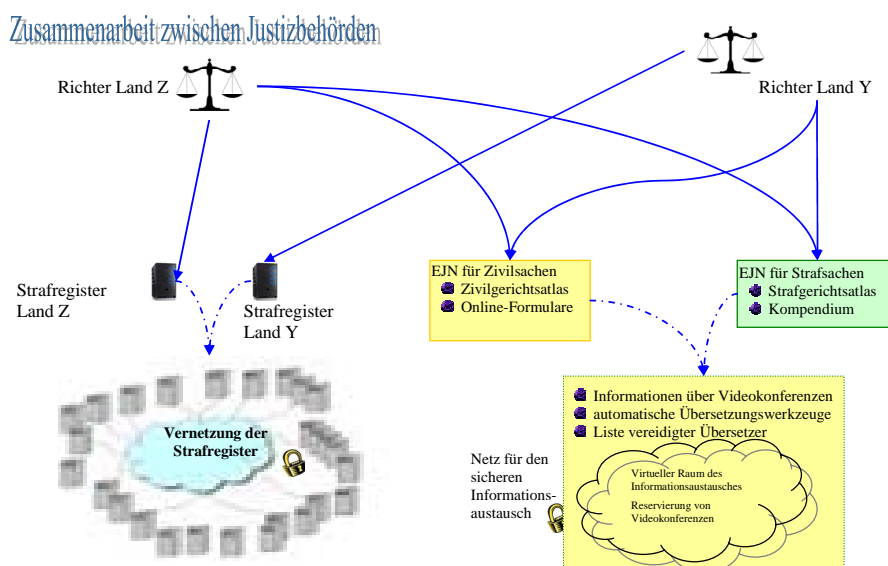 Zusammenarbeit zwischen Justizbehörden
Richter Land Z
Richter Land Y
Strafregister
Land Z
Strafregister
Land Y
EJN für Zivilsachen
Zivilgerichtsatlas
Online-Formulare
EJN für Strafsachen
Strafgerichtsatlas
Kompendium
Vernetzung der
Strafregister
Informationen über Videokonferenzen
automatische Übersetzungswerkzeuge
Liste vereidigter Übersetzer
Netz für den
sicheren
Informations-
austausch
Virtueller Raum des
Informationsaustausches
Reservierung von
Videokonferenzen